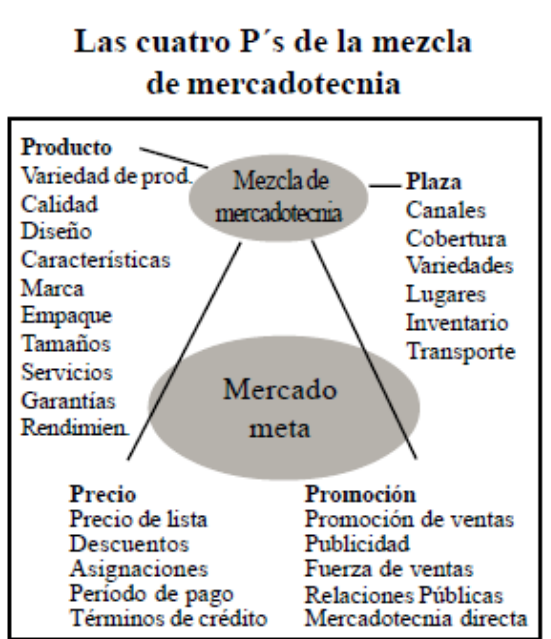 Las cuatro P´s de la mezcla
de mercadotecnia
Producto
Variedad de prod.
Calidad
Diseño
Características
Marca
Empaque
Tamaños
Servicios
Garantías
Rendimien.
Mezcla de
mercadotecnia
Plaza
Canales
Cobertura
Variedades
Lugares
Inventario
Transporte
Mercado
meta
Precio
Precio de lista
Descuentos
Asignaciones
Período de pago
Términos de crédito
Promoción
Promoción de ventas
Publicidad
Fuerza de ventas
Relaciones Públicas
Mercadotecnia directa